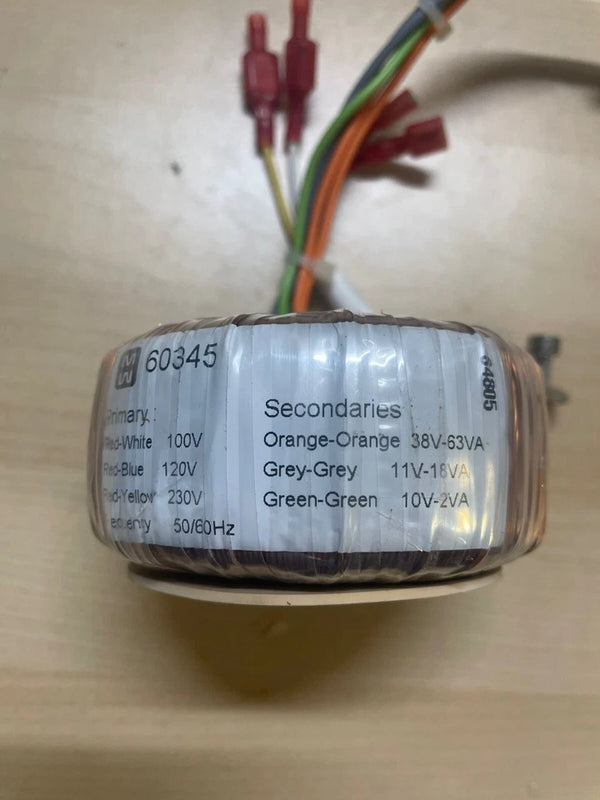 60345
Primary :
Red-White 100V
Red-Blue 120V
Red-Yellow 230V
50/60Hz
Secondaries
Orange-Orange 38V-63VA
Grey-Grey 11V-18VA
Green-Green 10V-2VA
64805